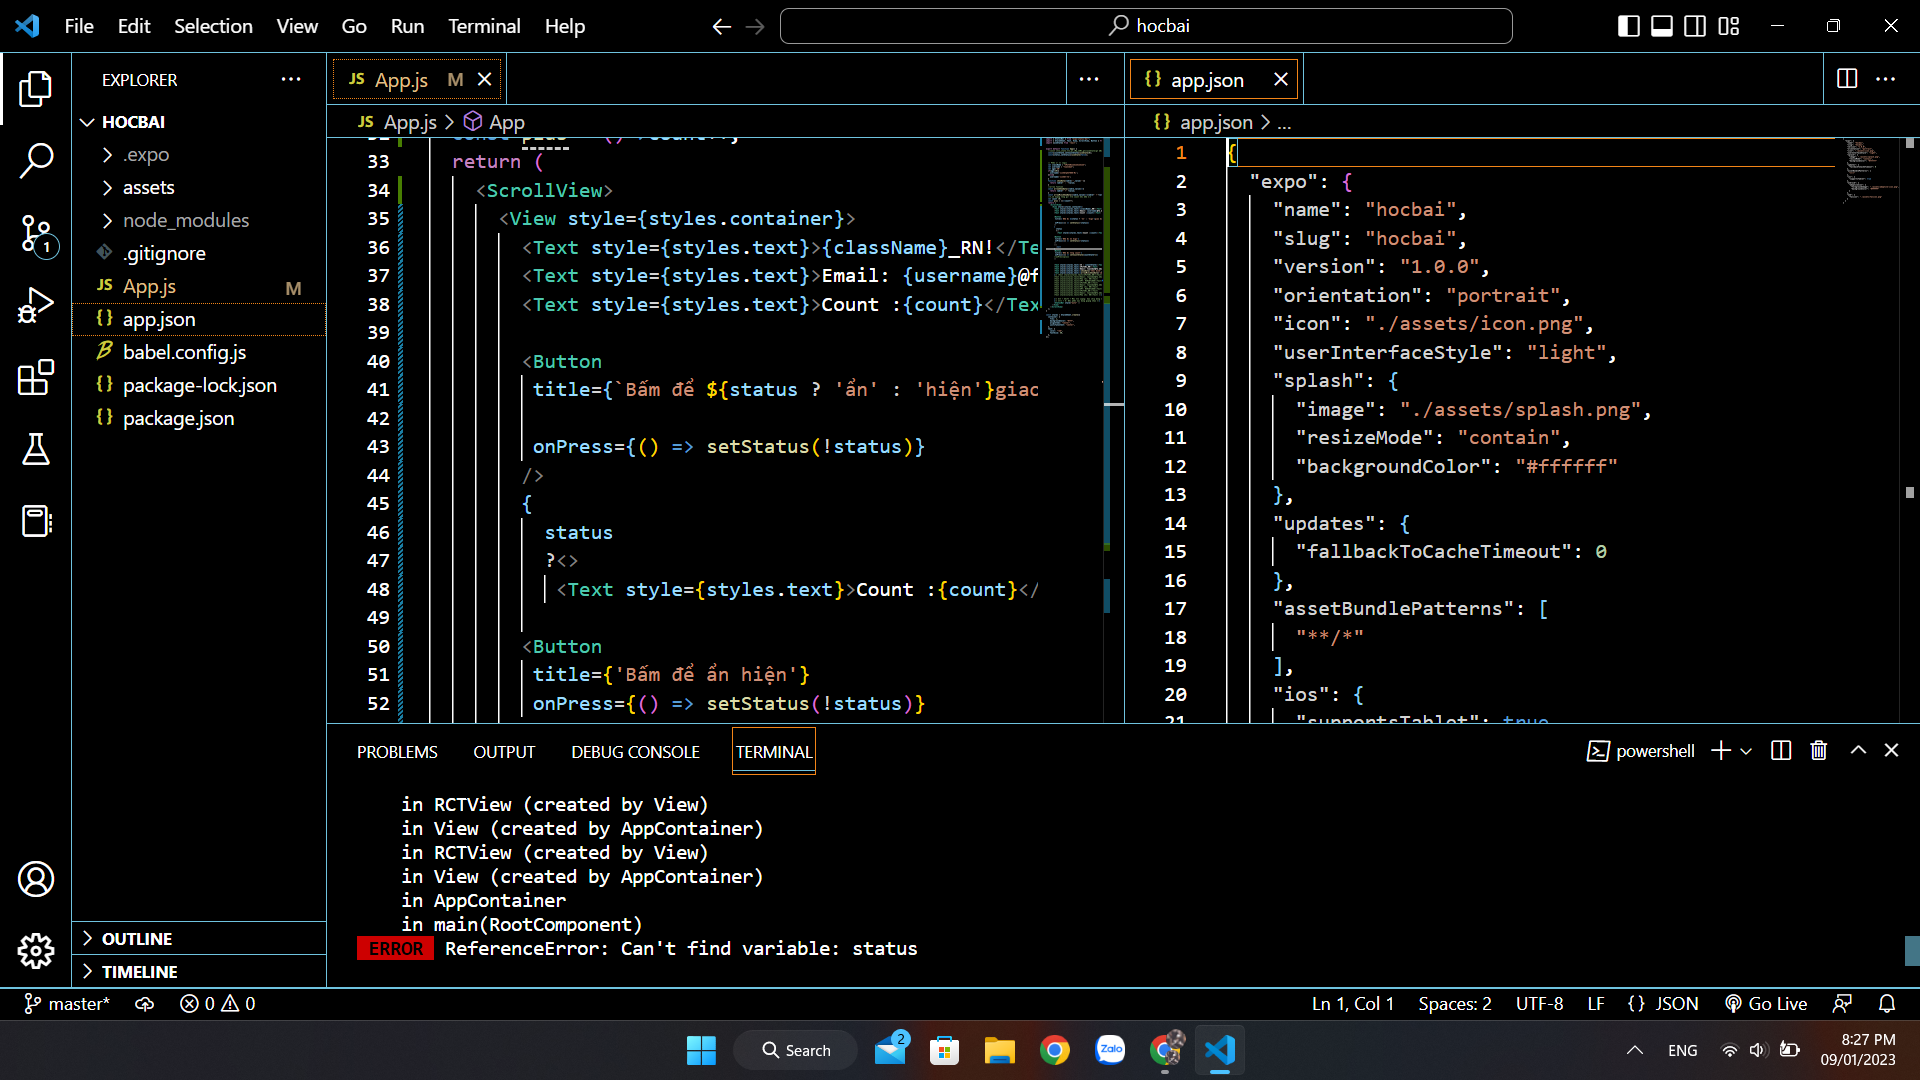 File Edit Selection View Go Run Terminal Help
hocbai
EXPLORER
HOCBAI
.expo
assets
node_modules
.gitignore
JS App.js M
{} app.json
babel.config.js
{} package-lock.json
{} package.json
OUTLINE
TIMELINE
JS App.js M
JS App.js > App
33 return (
34 <ScrollView>
35 <View style={styles.container}>
36 <Text style={styles.text}>{className}_RN!</Te
37 <Text style={styles.text}>Email: {username}@f
38 <Text style={styles.text}>Count :{count}</Tex
39
40 <Button
41 title={`Bấm để ${status ? 'ẩn' : 'hiện'}giao
42
43 onPress={() => setStatus(!status)}
44 />
45 {
46 status
47 ?<>
48 <Text style={styles.text}>Count :{count}</
49
50 <Button
51 title={'Bấm để ẩn hiện'}
52 onPress={() => setStatus(!status)}
{} app.json
{} app.json > ...
1 {
2 "expo": {
3 "name": "hocbai",
4 "slug": "hocbai",
5 "version": "1.0.0",
6 "orientation": "portrait",
7 "icon": "./assets/icon.png",
8 "userInterfaceStyle": "light",
9 "splash": {
10 "image": "./assets/splash.png",
11 "resizeMode": "contain",
12 "backgroundColor": "#ffffff"
13 },
14 "updates": {
15 "fallbackToCacheTimeout": 0
16 },
17 "assetBundlePatterns": [
18 "**/*"
19 ],
20 "ios": {
21 "supportsTablet": true
PROBLEMS OUTPUT DEBUG CONSOLE TERMINAL
powershell
in RCTView (created by View)
in View (created by AppContainer)
in RCTView (created by View)
in View (created by AppContainer)
in AppContainer
in main(RootComponent)
ERROR ReferenceError: Can't find variable: status
master* 0 0
Ln 1, Col 1 Spaces: 2 UTF-8 LF {} JSON Go Live
Search
2
Zalo
ENG
8:27 PM
09/01/2023
1